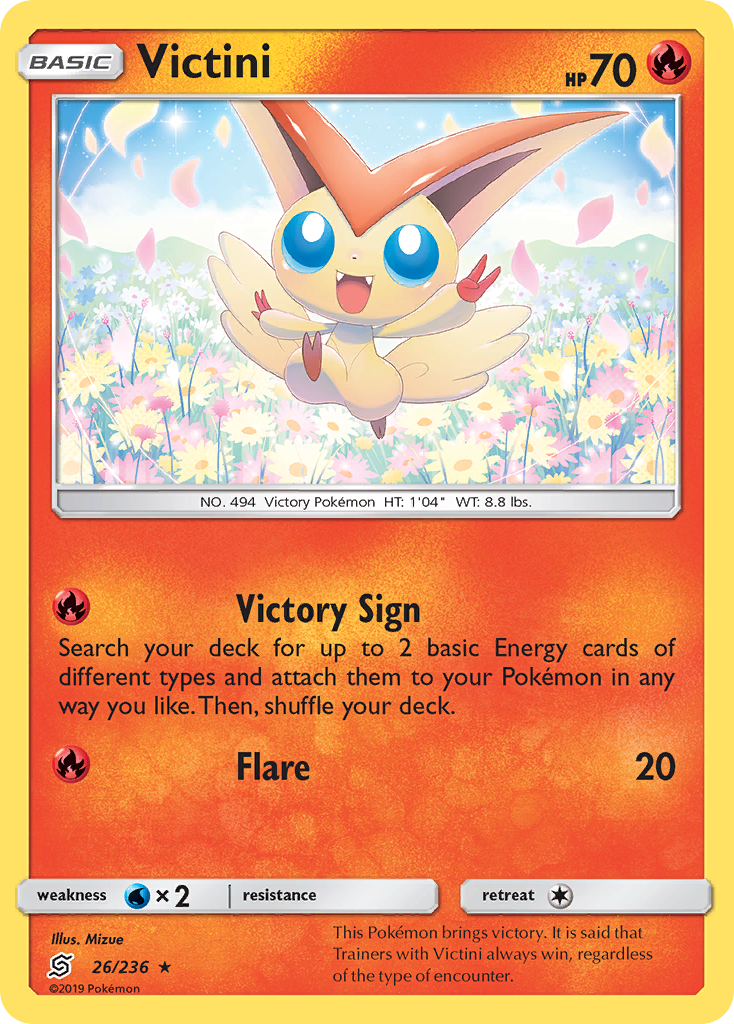 BASIC Victini HP70
NO. 494 Victory Pokémon HT: 1'04" WT: 8.8 lbs.
Victory Sign
Search your deck for up to 2 basic Energy cards of
different types and attach them to your Pokémon in any
way you like. Then, shuffle your deck.
Flare 20
weakness × 2 resistance retreat
Illus. Mizue
26/236 ★
©2019 Pokémon
This Pokémon brings victory. It is said that
Trainers with Victini always win, regardless
of the type of encounter.